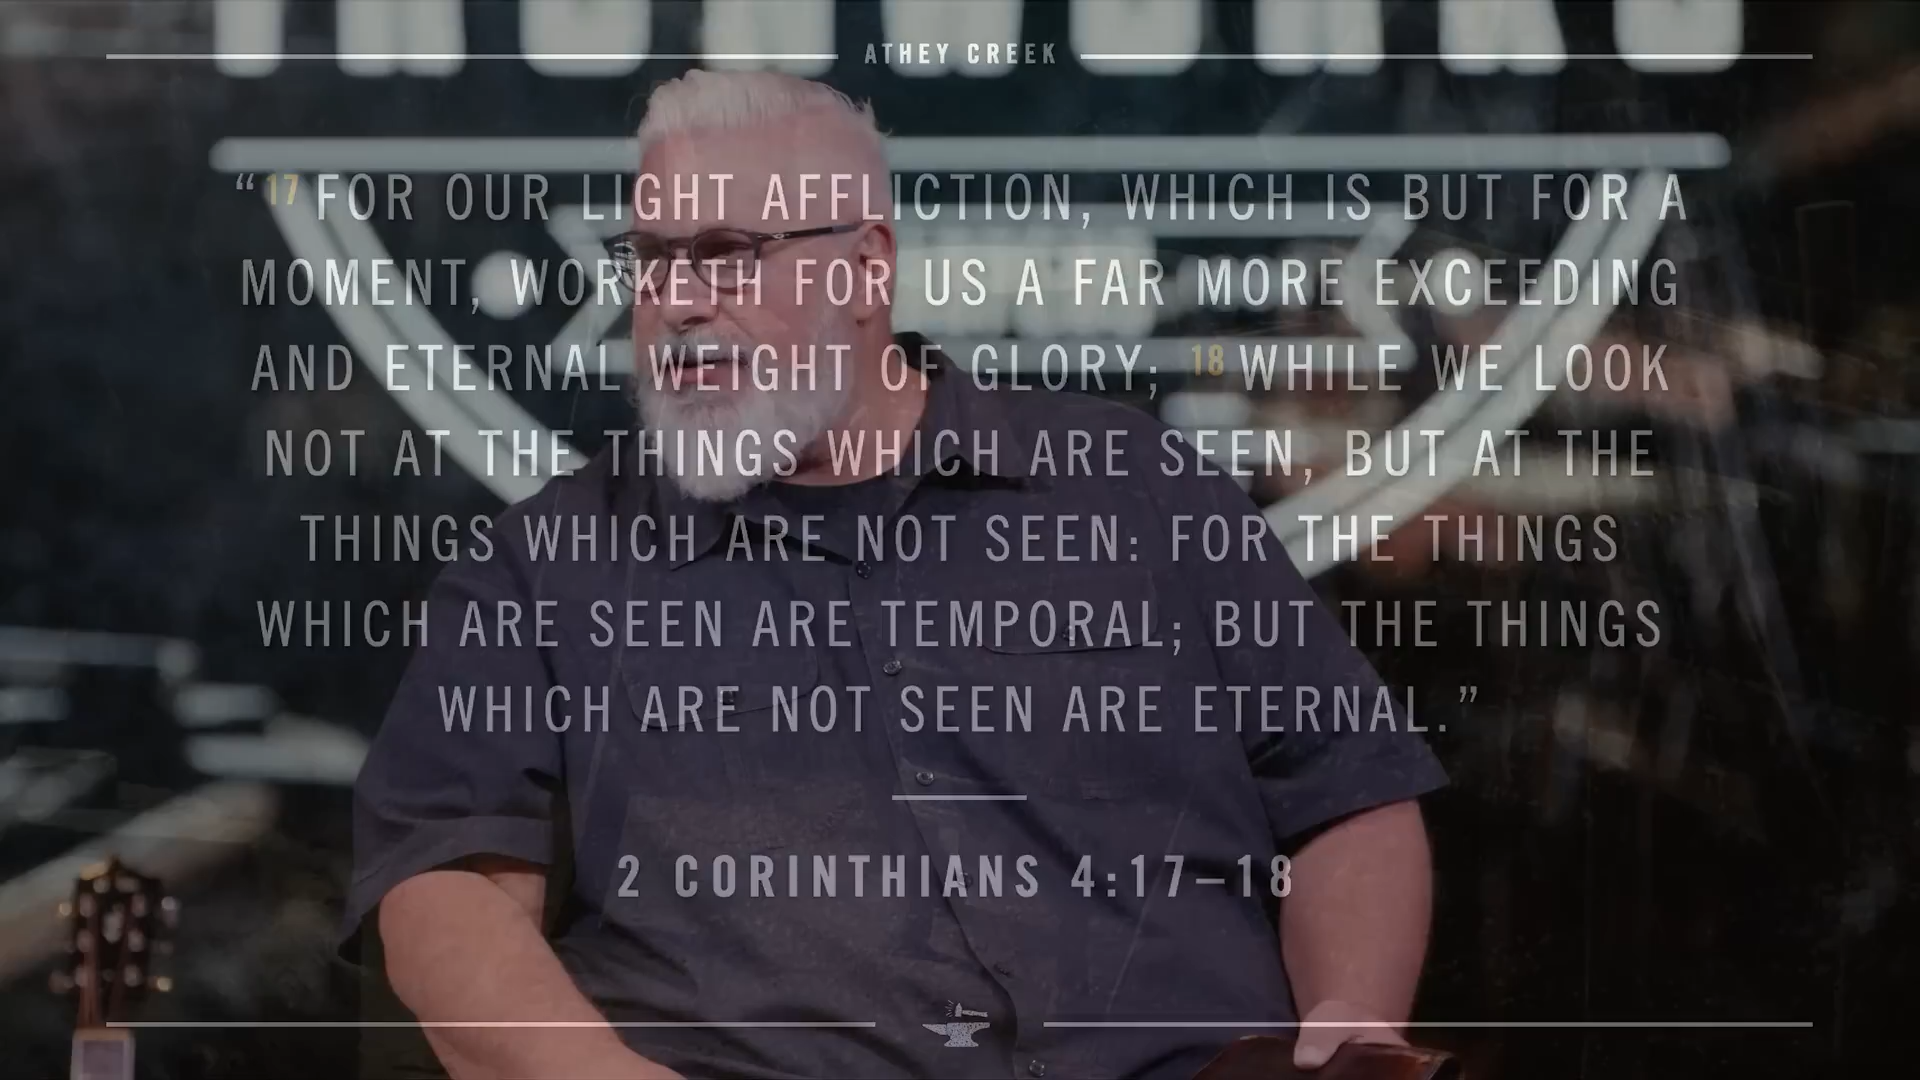 ATHEY CREEK
“17 FOR OUR LIGHT AFFLICTION, WHICH IS BUT FOR A
MOMENT, WORKETH FOR US A FAR MORE EXCEEDING
AND ETERNAL WEIGHT OF GLORY; 18 WHILE WE LOOK
NOT AT THE THINGS WHICH ARE SEEN, BUT AT THE
THINGS WHICH ARE NOT SEEN: FOR THE THINGS
WHICH ARE SEEN ARE TEMPORAL; BUT THE THINGS
WHICH ARE NOT SEEN ARE ETERNAL.”
2 CORINTHIANS 4:17–18